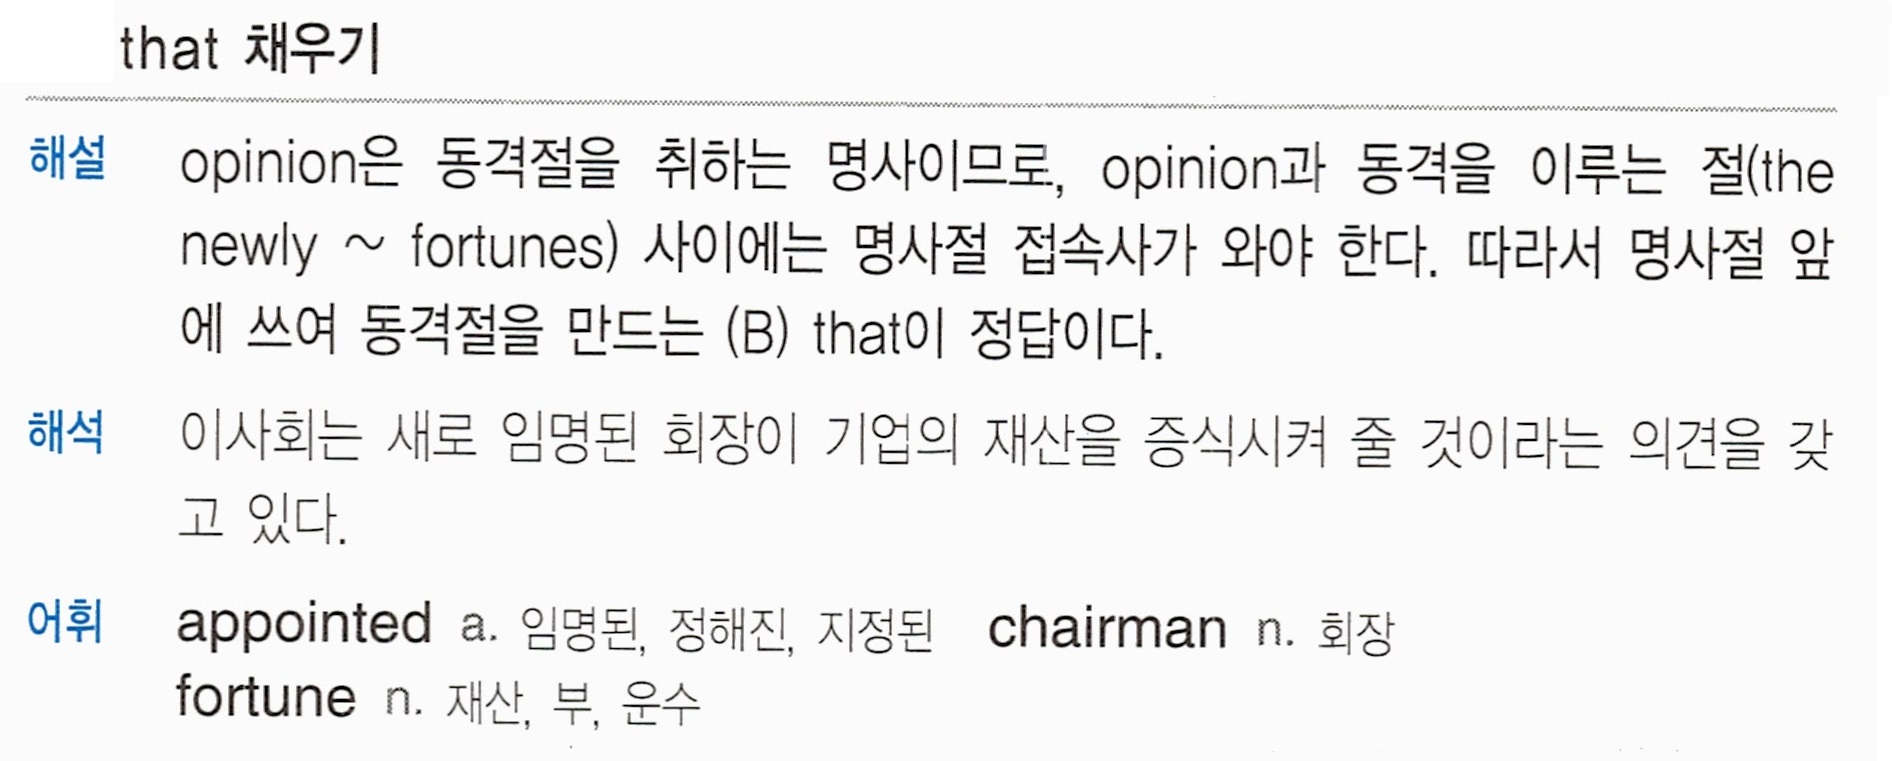 that 채우기
해설 opinion은 동격절을 취하는 명사이므로, opinion과 동격을 이루는 절(the
newly ~ fortunes) 사이에는 명사절 접속사가 와야 한다. 따라서 명사절 앞
에 쓰여 동격절을 만드는 (B) that이 정답이다.
해석 이사회는 새로 임명된 회장이 기업의 재산을 증식시켜 줄 것이라는 의견을 갖
고 있다.
어휘 appointed a. 임명된, 정해진, 지정된 chairman n. 회장
fortune n. 재산, 부, 운수